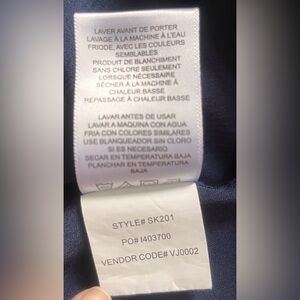 LAVER AVANT DE PORTER
LAVAGE À LA MACHINE À L'EAU
FRIODE, AVEC LES COULEURS
SEMBLABLES
PRODUIT DE BLANCHIMENT
SANS CHLORE SEULEMENT
LORSQUE NÉCESSAIRE
SÉCHER À LA MACHINE À
CHALEUR BASSE
REPASSAGE À CHALEUR BASSE
LAVAR ANTES DE USAR
LAVAR A MAQUINA CON AGUA
FRIA CON COLORES SIMILARES
USE BLANQUEADOR SIN CLORO
SI ES NECESARIO
SECAR EN TEMPERATURA BAJA
PLANCHAR EN TEMPERATURA
BAJA
STYLE# SK201
PO# I403700
VENDOR CODE# VJ0002